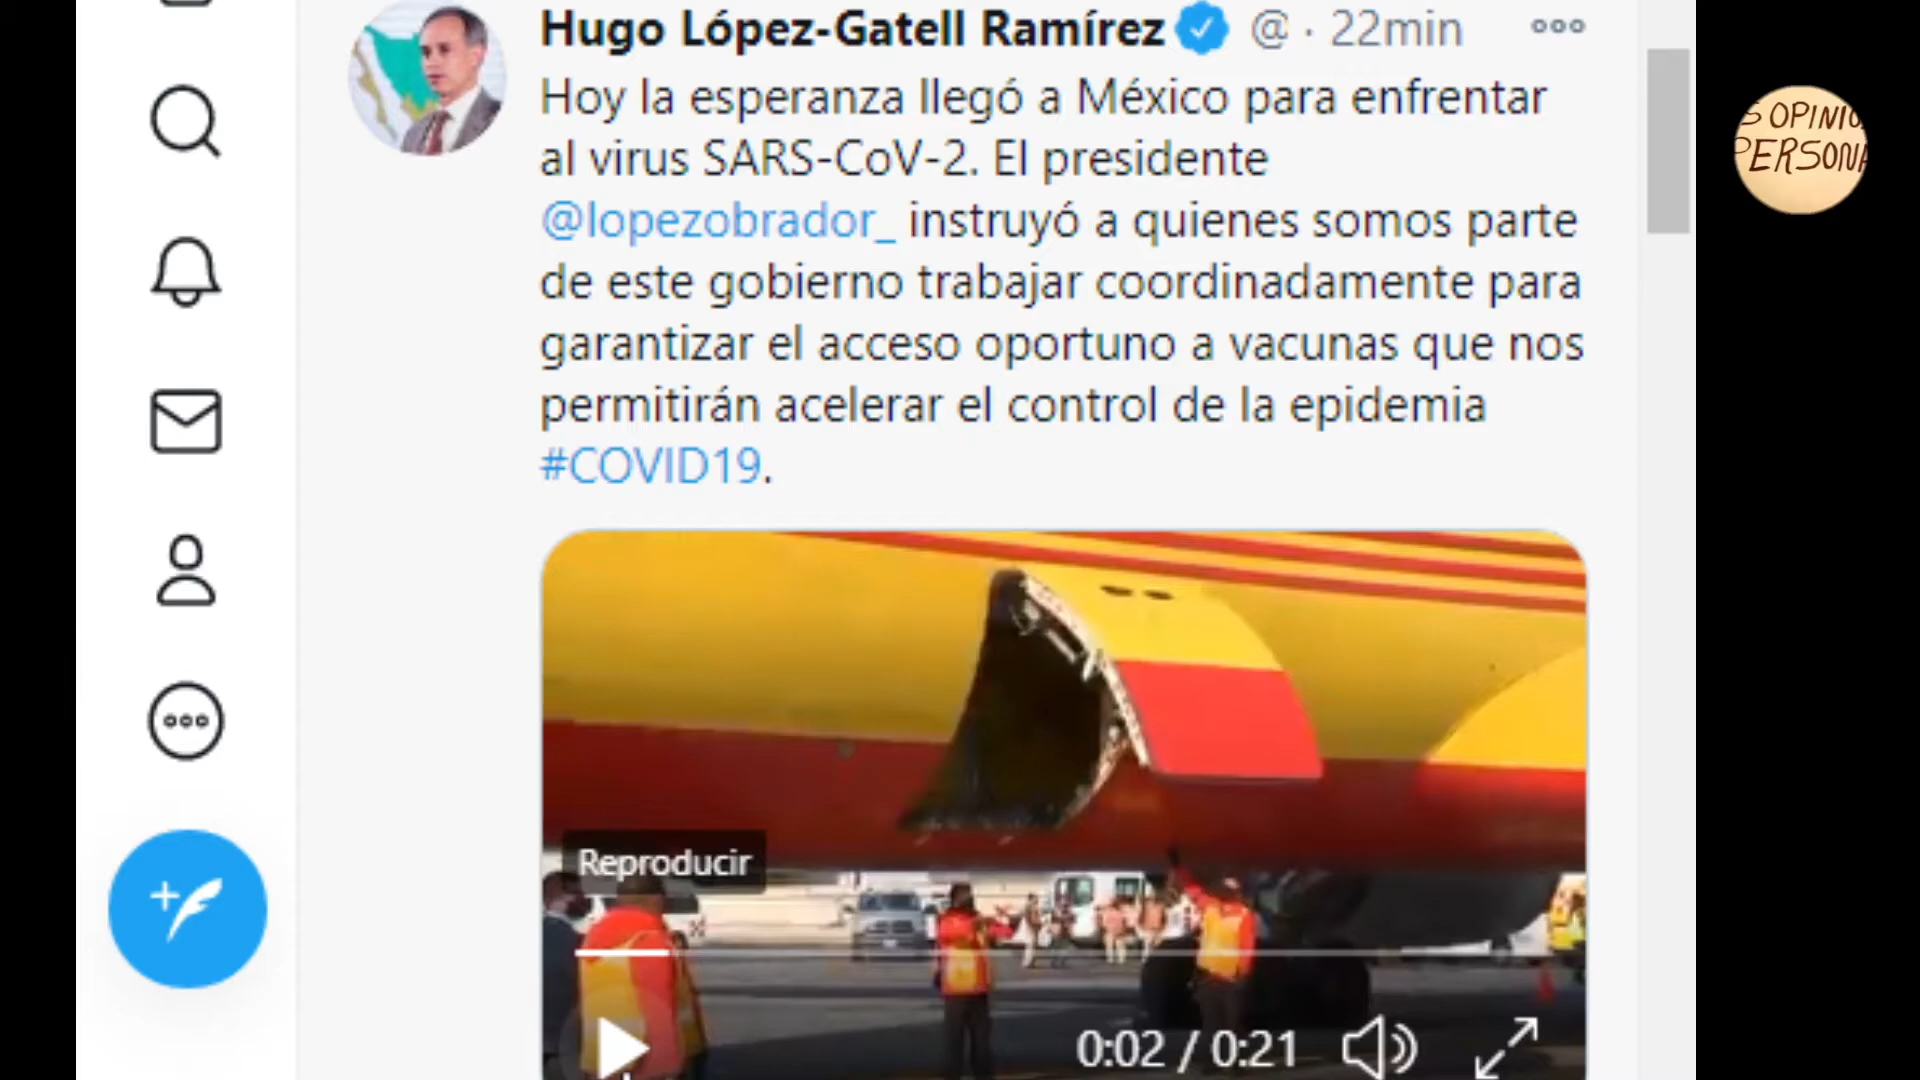 Hugo López-Gatell Ramírez @ · 22min
Hoy la esperanza llegó a México para enfrentar
al virus SARS-CoV-2. El presidente
@lopezobrador_ instruyó a quienes somos parte
de este gobierno trabajar coordinadamente para
garantizar el acceso oportuno a vacunas que nos
permitirán acelerar el control de la epidemia
#COVID19.
Reproducir
0:02 / 0:21
S OPINIO
PERSONA